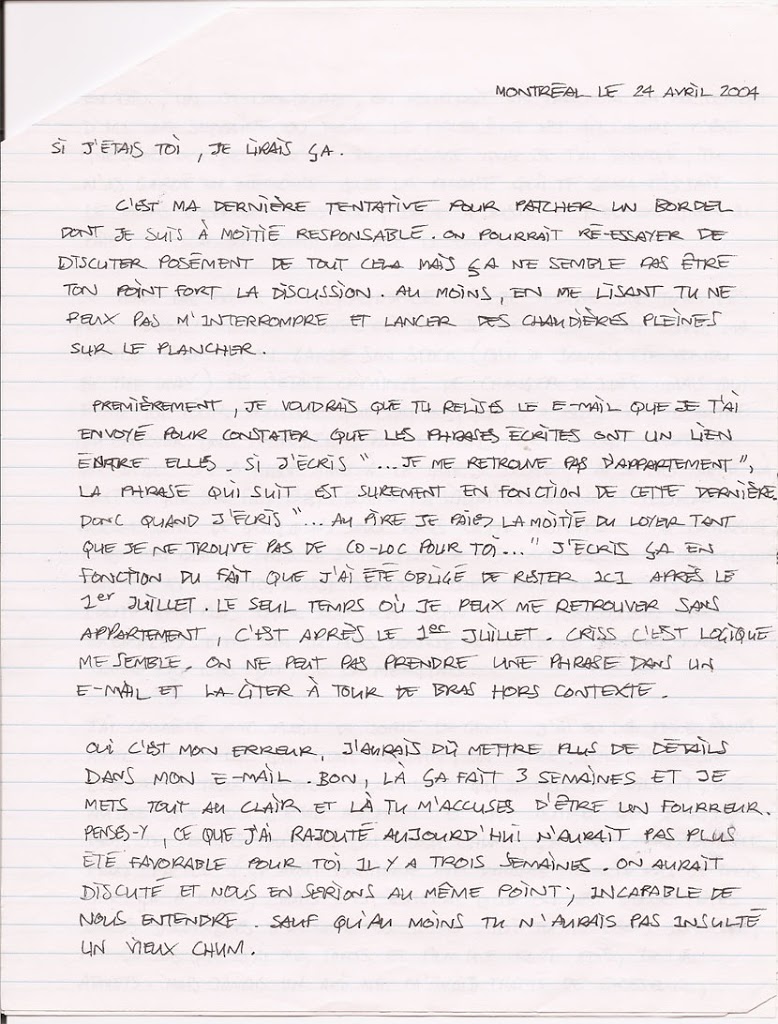 MONTRÉAL LE 24 AVRIL 2004
SI J'ÉTAIS TOI, JE LIRAIS ÇA.
C'EST MA DERNIÈRE TENTATIVE POUR PATCHER UN BORDEL
DONT JE SUIS À MOITIÉ RESPONSABLE. ON POURRAIT RÉ-ESSAYER DE
DISCUTER POSÉMENT DE TOUT CELA MAIS ÇA NE SEMBLE PAS ÊTRE
TON POINT FORT LA DISCUSSION. AU MOINS, EN ME LISANT TU NE
PEUX PAS M'INTERROMPRE ET LANCER DES CHAUDIÈRES PLEINES
SUR LE PLANCHER.
PREMIÈREMENT, JE VOUDRAIS QUE TU RELISES LE E-MAIL QUE JE T'AI
ENVOYÉ POUR CONSTATER QUE LES PHRASES ÉCRITES ONT UN LIEN
ENTRE ELLES. SI J'ÉCRIS "...JE ME RETROUVE PAS D'APPARTEMENT",
LA PHRASE QUI SUIT EST SUREMENT EN FONCTION DE CETTE DERNIÈRE.
DONC QUAND J'ÉCRIS "...AU PIRE JE PAIES LA MOITIÉ DU LOYER TANT
QUE JE NE TROUVE PAS DE CO-LOC POUR TOI..." J'ÉCRIS ÇA EN
FONCTION DU FAIT QUE J'AI ÉTÉ OBLIGÉ DE RESTER ICI APRÈS LE
1er JUILLET. LE SEUL TEMPS OÙ JE PEUX ME RETROUVER SANS
APPARTEMENT, C'EST APRÈS LE 1er JUILLET. CRISS C'EST LOGIQUE
ME SEMBLE. ON NE PEUT PAS PRENDRE UNE PHRASE DANS UN
E-MAIL ET LA CITER À TOUR DE BRAS HORS CONTEXTE.
OUI C'EST MON ERREUR. J'AURAIS DÛ METTRE PLUS DE DÉTAILS
DANS MON E-MAIL. BON, LÀ ÇA FAIT 3 SEMAINES ET JE
METS TOUT AU CLAIR ET LÀ TU M'ACCUSES D'ÊTRE UN FOURREUR.
PENSES-Y, CE QUE J'AI RAJOUTÉ AUJOURD'HUI N'AURAIT PAS PLUS
ÉTÉ FAVORABLE POUR TOI IL Y A TROIS SEMAINES. ON AURAIT
DISCUTÉ ET NOUS EN SERIONS AU MÊME POINT; INCAPABLE DE
NOUS ENTENDRE. SAUF QU'AU MOINS TU N'AURAIS PAS INSULTÉ
UN VIEUX CHUM.